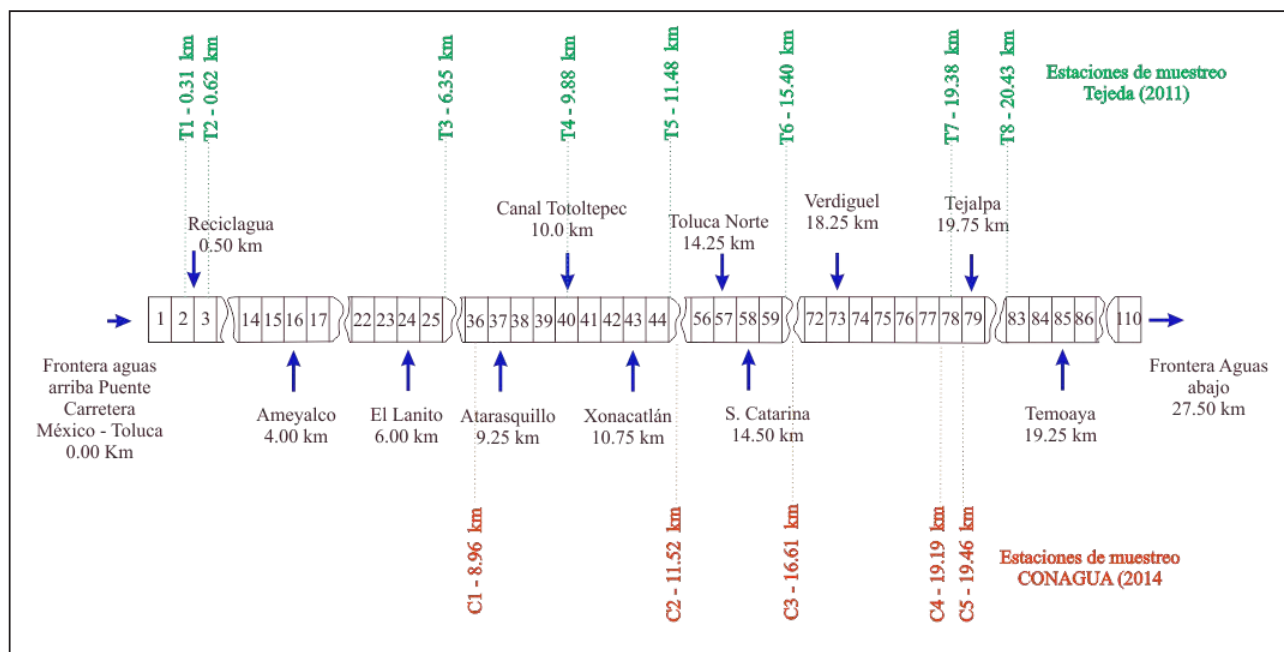 T1 - 0.31 km
T2 - 0.62 km
T3 - 6.35 km
T4 - 9.88 km
T5 - 11.48 km
T6 - 15.40 km
T7 - 19.38 km
T8 - 20.43 km
Estaciones de muestreo
Tejeda (2011)
Reciclagua
0.50 km
Canal Totoltepec
10.0 km
Toluca Norte
14.25 km
Verdiguel
18.25 km
Tejalpa
19.75 km
1 2 3 14 15 16 17 22 23 24 25 36 37 38 39 40 41 42 43 44 56 57 58 59 72 73 74 75 76 77 78 79 83 84 85 86 110
Frontera aguas
arriba Puente
Carretera
México - Toluca
0.00 Km
Ameyalco
4.00 km
El Lanito
6.00 km
Atarasquillo
9.25 km
Xonacatlán
10.75 km
S. Catarina
14.50 km
Temoaya
19.25 km
Frontera Aguas
abajo
27.50 km
C1 - 8.96 km
C2 - 11.52 km
C3 - 16.61 km
C4 - 19.19 km
C5 - 19.46 km
Estaciones de muestreo
CONAGUA (2014